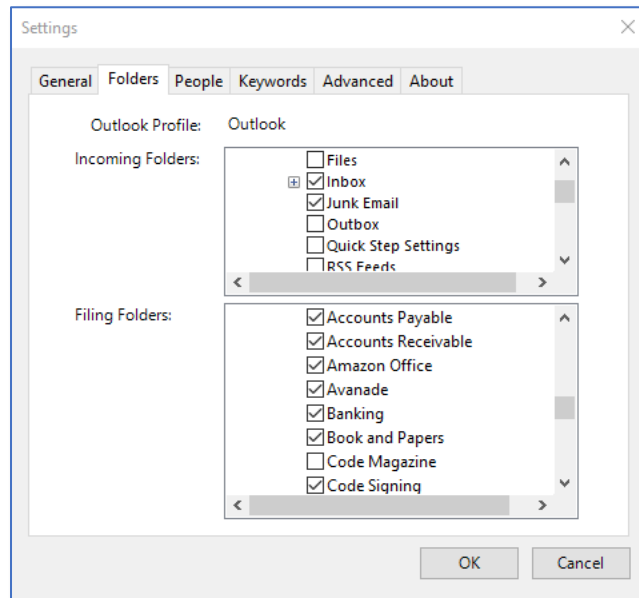 Settings
General Folders People Keywords Advanced About
Outlook Profile: Outlook
Incoming Folders:
Files
Inbox
Junk Email
Outbox
Quick Step Settings
RSS Feeds
Filing Folders:
Accounts Payable
Accounts Receivable
Amazon Office
Avanade
Banking
Book and Papers
Code Magazine
Code Signing
OK Cancel